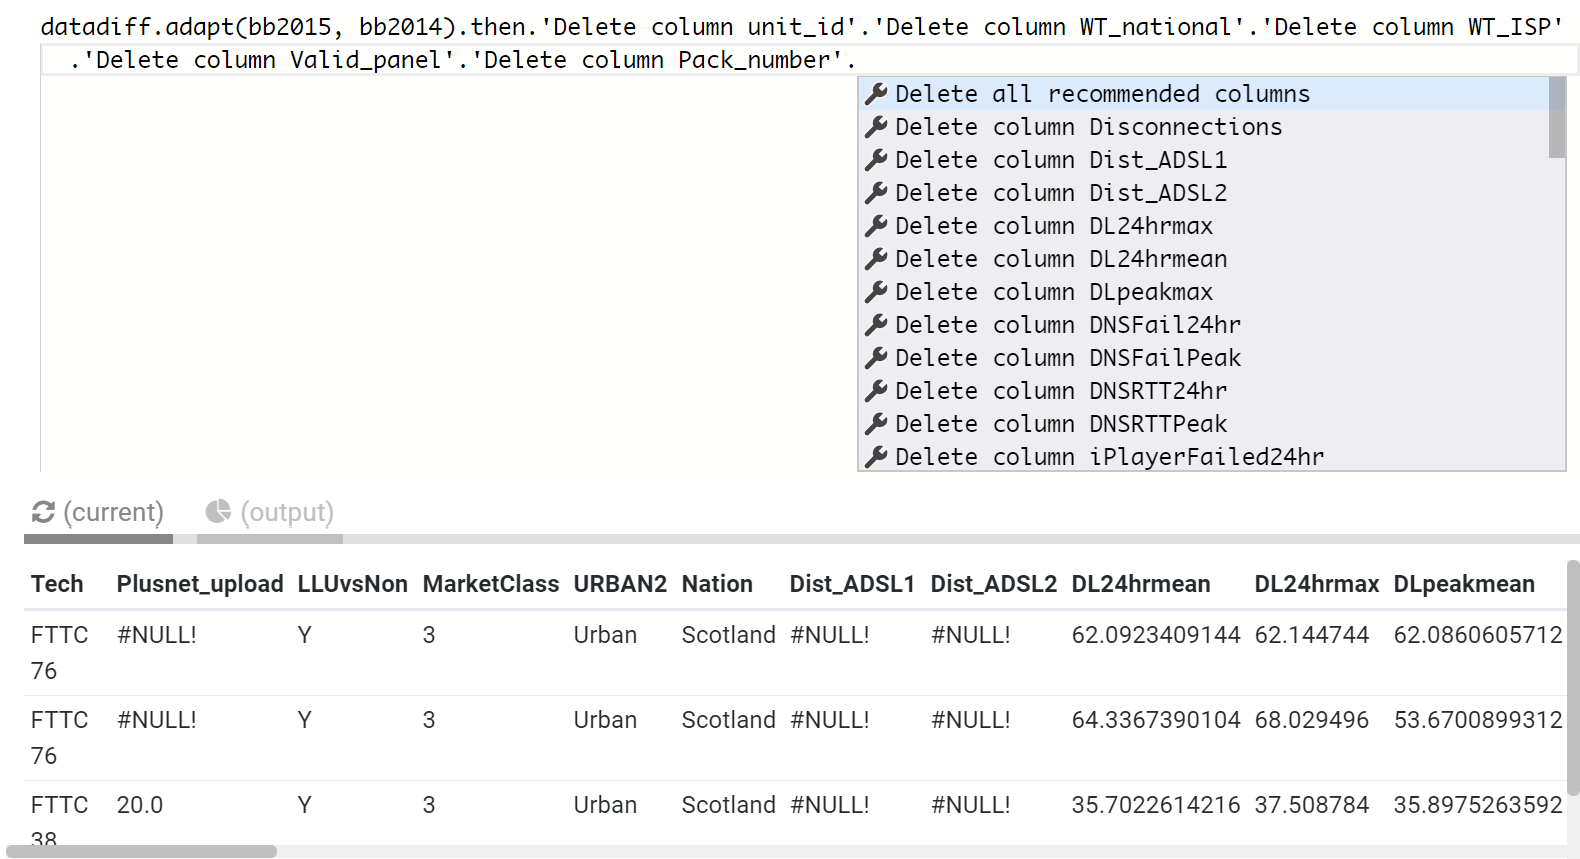 datadiff.adapt(bb2015, bb2014).then.'Delete column unit_id'.'Delete column WT_national'.'Delete column WT_ISP'
.'Delete column Valid_panel'.'Delete column Pack_number'.
Delete all recommended columns
Delete column Disconnections
Delete column Dist_ADSL1
Delete column Dist_ADSL2
Delete column DL24hrmax
Delete column DL24hrmean
Delete column DLpeakmax
Delete column DNSFail24hr
Delete column DNSFailPeak
Delete column DNSRTT24hr
Delete column DNSRTTPeak
Delete column iPlayerFailed24hr
(current) (output)
Tech Plusnet_upload LLUvsNon MarketClass URBAN2 Nation Dist_ADSL1 Dist_ADSL2 DL24hrmean DL24hrmax DLpeakmean
FTTC #NULL! Y 3 Urban Scotland #NULL! #NULL! 62.0923409144 62.144744 62.0860605712
76
FTTC #NULL! Y 3 Urban Scotland #NULL! #NULL! 64.3367390104 68.029496 53.6700899312
76
FTTC 20.0 Y 3 Urban Scotland #NULL! #NULL! 35.7022614216 37.508784 35.8975263592
38